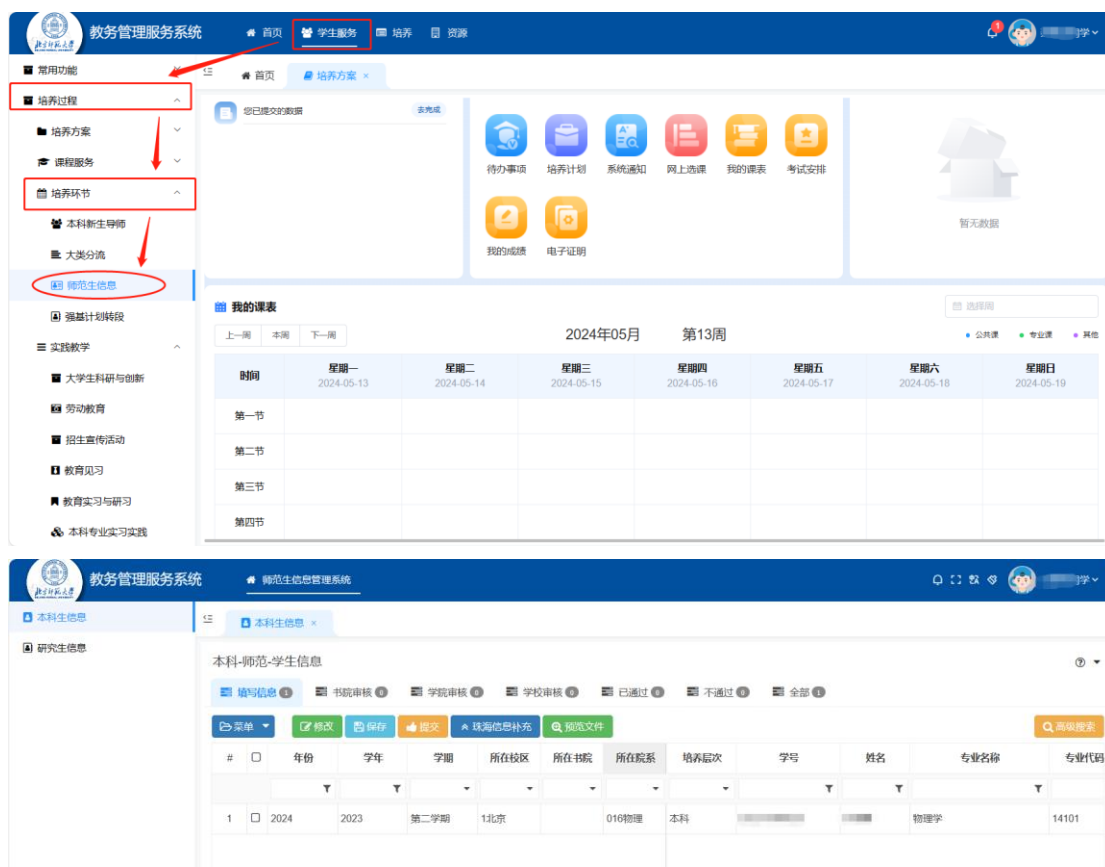 北京师范大学
教务管理服务系统
首页 学生服务 培养 资源
1
学
常用功能
首页 培养方案 ×
培养过程
您已提交的数据 去完成
培养方案
课程服务
待办事项 培养计划 系统通知 网上选课 我的课表 考试安排
培养环节
本科新生导师
暂无数据
大类分流
我的成绩 电子证明
师范生信息
我的课表
选择周
强基计划转段
上一周 本周 下一周
2024年05月 第13周
公共课 专业课 其他
实践教学
时间 星期一 星期二 星期三 星期四 星期五 星期六 星期日
2024-05-13 2024-05-14 2024-05-15 2024-05-16 2024-05-17 2024-05-18 2024-05-19
大学生科研与创新
劳动教育
第一节
招生宣传活动
第二节
教育见习
第三节
教育实习与研习
第四节
本科专业实习实践
北京师范大学
教务管理服务系统
师范生信息管理系统
学
本科生信息
本科生信息 ×
研究生信息
本科-师范-学生信息
填写信息 1 书院审核 0 学院审核 0 学校审核 0 已通过 0 不通过 0 全部 1
菜单 修改 保存 提交 珠海信息补充 预览文件 高级搜索
# 年份 学年 学期 所在校区 所在书院 所在院系 培养层次 学号 姓名 专业名称 专业代码
1 2024 2023 第二学期 1北京 016物理 本科 物理学 14101